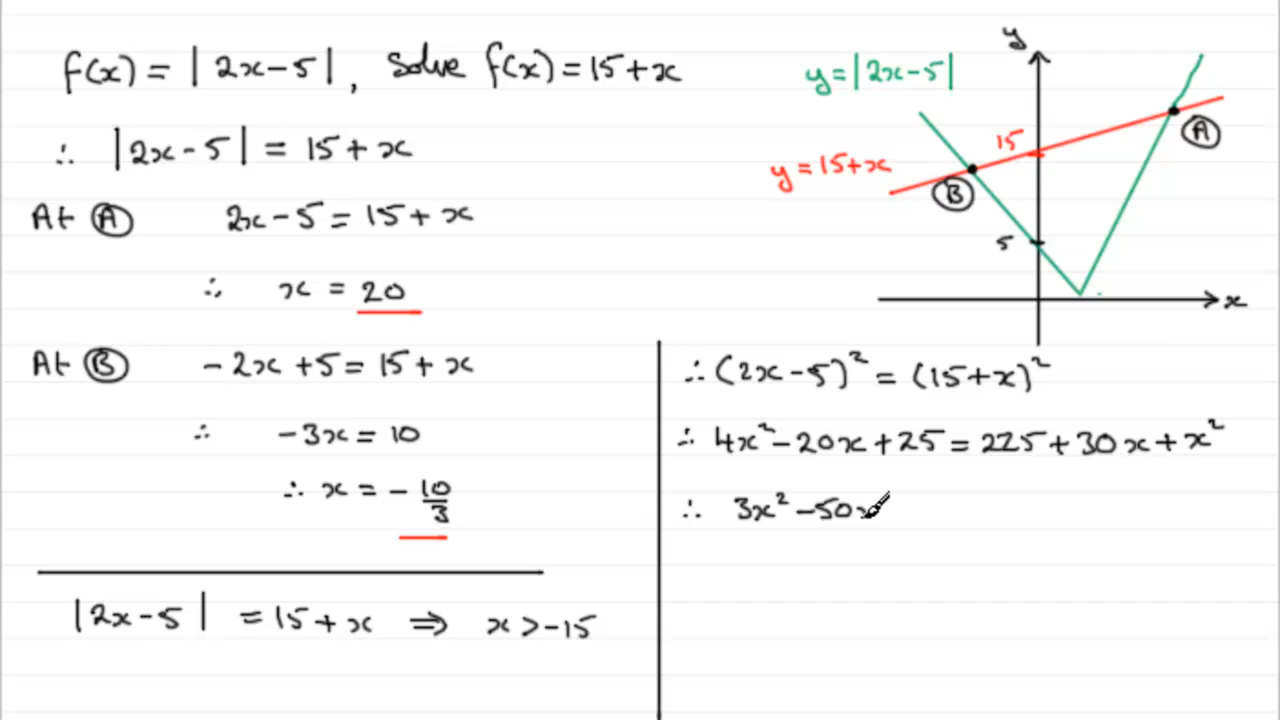 f(x) = |2x-5|, Solve f(x) = 15+x
∴ |2x-5| = 15+x
At Ⓐ 2x-5 = 15+x
∴ x = 20
At Ⓑ -2x+5 = 15+x
∴ -3x = 10
∴ x = -10/3
|2x-5| = 15+x ⇒ x > -15
y
y = |2x-5|
15
Ⓐ
y = 15+x
Ⓑ
5
x
∴ (2x-5)² = (15+x)²
∴ 4x²-20x+25 = 225+30x+x²
∴ 3x²-50x